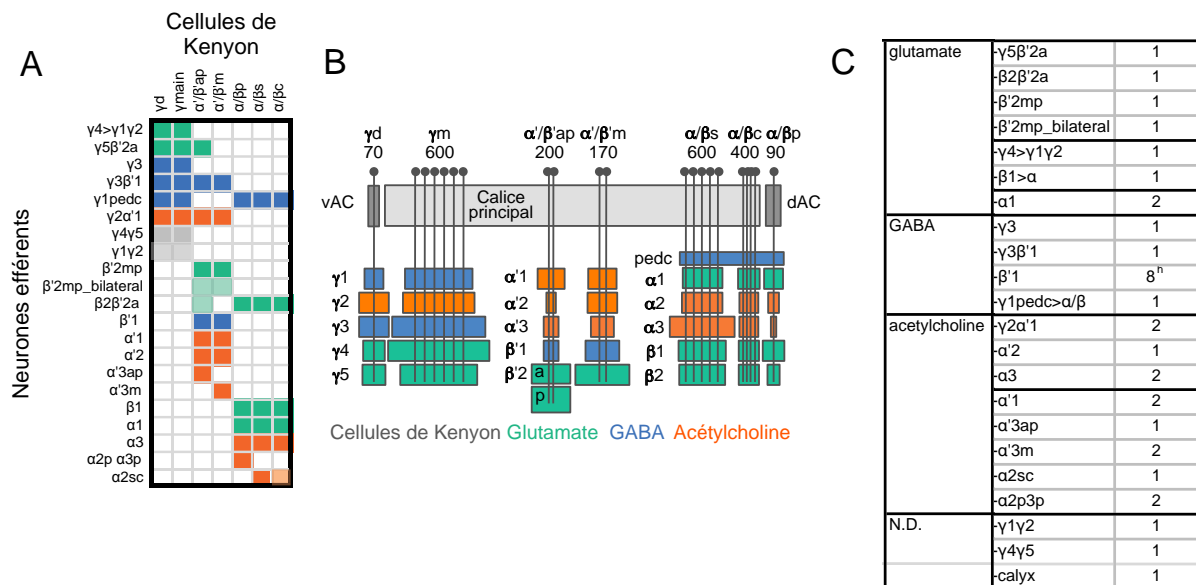 A
Cellules de
Kenyon
γd
γmain
α'/β'ap
α'/β'm
α/βp
α/βs
α/βc
Neurones efférents
γ4>γ1γ2
γ5β'2a
γ3
γ3β'1
γ1pedc
γ2α'1
γ4γ5
γ1γ2
β'2mp
β'2mp_bilateral
β2β'2a
β'1
α'1
α'2
α'3ap
α'3m
β1
α1
α3
α2p α3p
α2sc
B
γd γm α'/β'ap α'/β'm α/βs α/βc α/βp
70 600 200 170 600 400 90
vAC Calice dAC
principal
pedc
γ1 α'1 α1
γ2 α'2 α2
γ3 α'3 α3
γ4 β'1 β1
γ5 β'2 a β2
p
Cellules de Kenyon Glutamate GABA Acétylcholine
C
glutamate -γ5β'2a 1
-β2β'2a 1
-β'2mp 1
-β'2mp_bilateral 1
-γ4>γ1γ2 1
-β1>α 1
-α1 2
GABA -γ3 1
-γ3β'1 1
-β'1 8h
-γ1pedc>α/β 1
acetylcholine -γ2α'1 2
-α'2 1
-α3 2
-α'1 2
-α'3ap 1
-α'3m 2
-α2sc 1
-α2p3p 2
N.D. -γ1γ2 1
-γ4γ5 1
-calyx 1